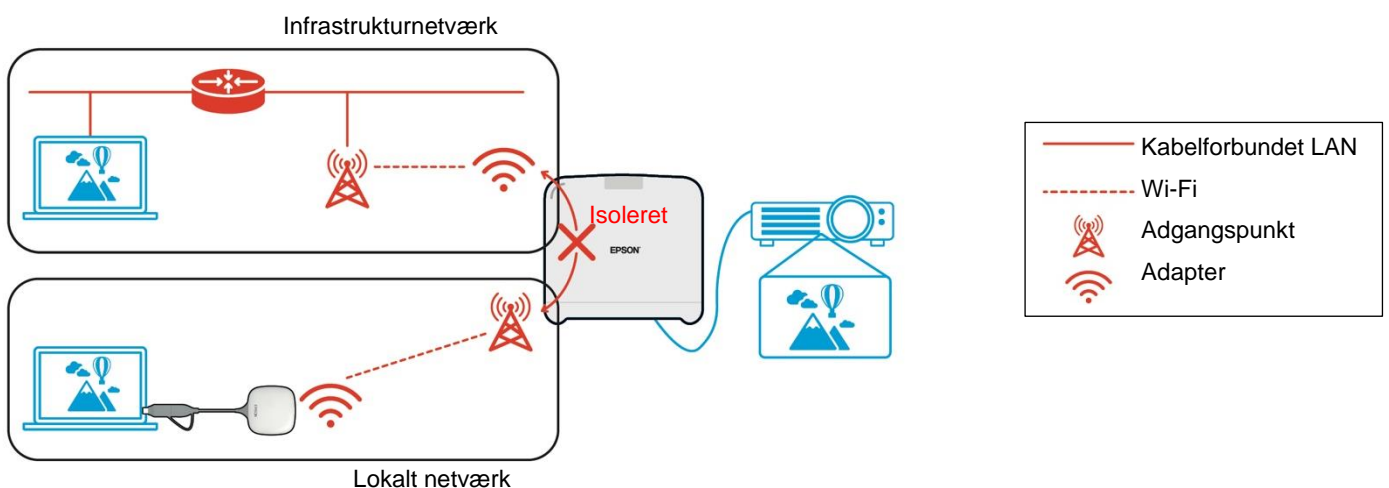 Infrastrukturnetværk
Isoleret
EPSON
Lokalt netværk
Kabelforbundet LAN
Wi-Fi
Adgangspunkt
Adapter